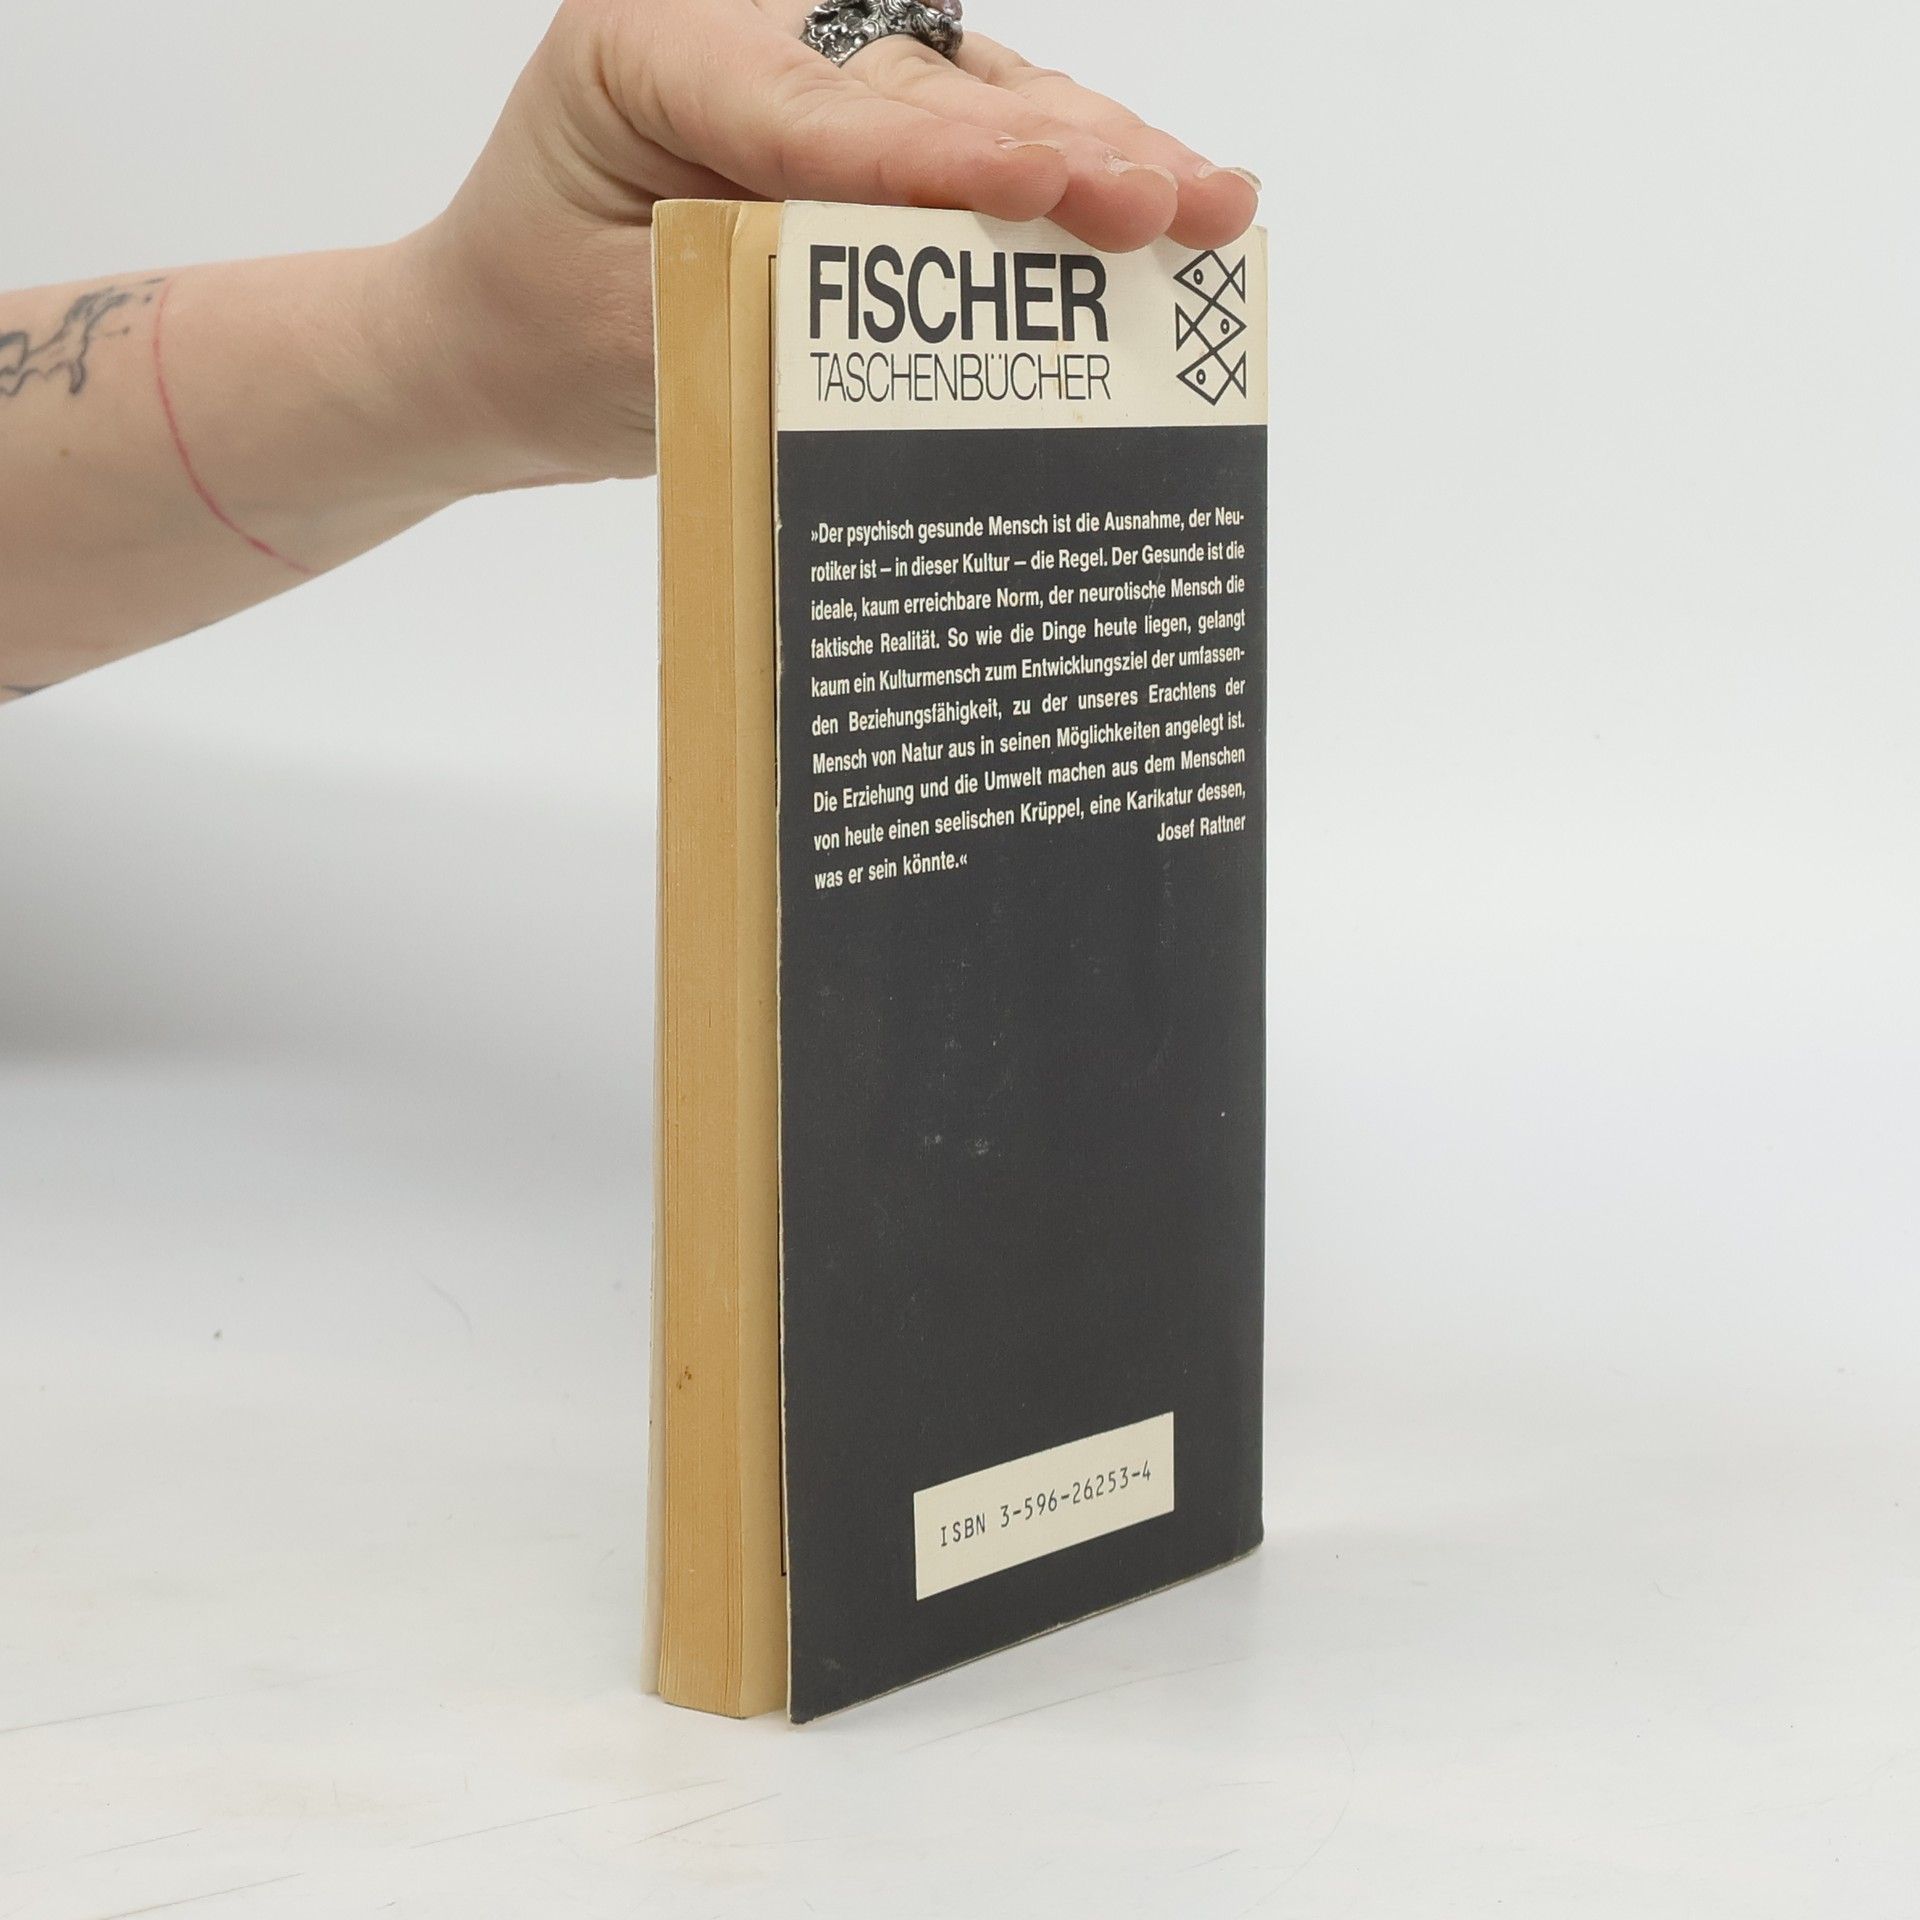 FISCHER
TASCHENBÜCHER
»Der psychisch gesunde Mensch ist die Ausnahme, der Neu-
rotiker ist – in dieser Kultur – die Regel. Der Gesunde ist die
ideale, kaum erreichbare Norm, der neurotische Mensch die
faktische Realität. So wie die Dinge heute liegen, gelangt
kaum ein Kulturmensch zum Entwicklungsziel der umfassen-
den Beziehungsfähigkeit, zu der unseres Erachtens der
Mensch von Natur aus in seinen Möglichkeiten angelegt ist.
Die Erziehung und die Umwelt machen aus dem Menschen
von heute einen seelischen Krüppel, eine Karikatur dessen,
was er sein könnte.«
Josef Rattner
ISBN 3-596-26253-4